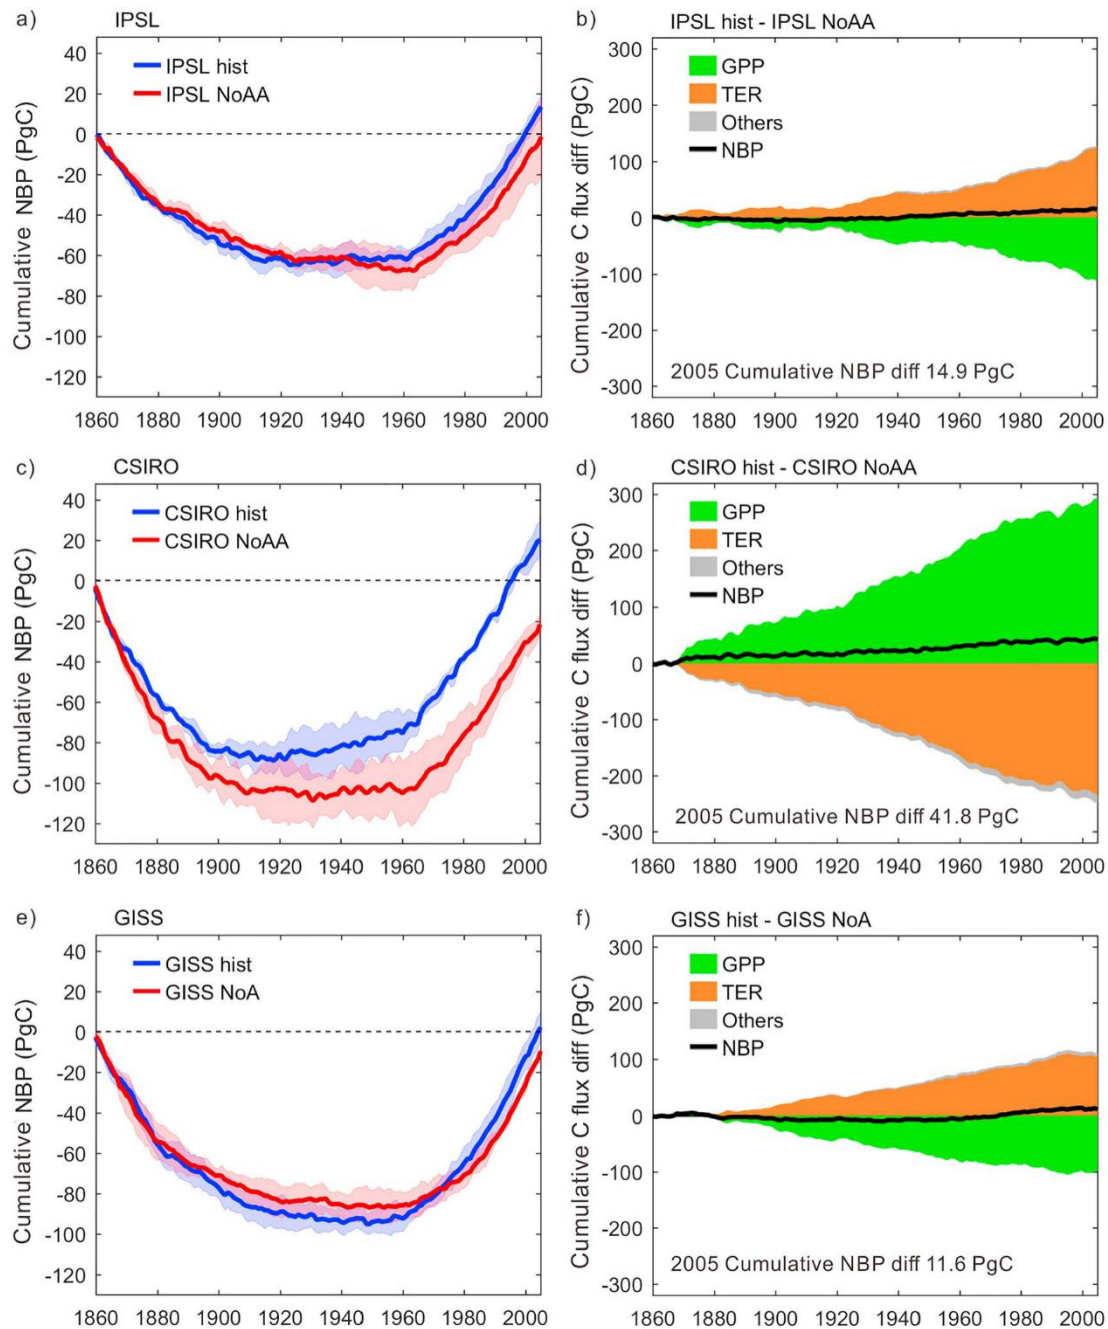 a) IPSL
IPSL hist
IPSL NoAA
Cumulative NBP (PgC)
40
20
0
-20
-40
-60
-80
-100
-120
1860 1880 1900 1920 1940 1960 1980 2000
b) IPSL hist - IPSL NoAA
GPP
TER
Others
NBP
Cumulative C flux diff (PgC)
300
200
100
0
-100
-200
-300
2005 Cumulative NBP diff 14.9 PgC
1860 1880 1900 1920 1940 1960 1980 2000
c) CSIRO
CSIRO hist
CSIRO NoAA
Cumulative NBP (PgC)
40
20
0
-20
-40
-60
-80
-100
-120
1860 1880 1900 1920 1940 1960 1980 2000
d) CSIRO hist - CSIRO NoAA
GPP
TER
Others
NBP
Cumulative C flux diff (PgC)
300
200
100
0
-100
-200
-300
2005 Cumulative NBP diff 41.8 PgC
1860 1880 1900 1920 1940 1960 1980 2000
e) GISS
GISS hist
GISS NoA
Cumulative NBP (PgC)
40
20
0
-20
-40
-60
-80
-100
-120
1860 1880 1900 1920 1940 1960 1980 2000
f) GISS hist - GISS NoA
GPP
TER
Others
NBP
Cumulative C flux diff (PgC)
300
200
100
0
-100
-200
-300
2005 Cumulative NBP diff 11.6 PgC
1860 1880 1900 1920 1940 1960 1980 2000